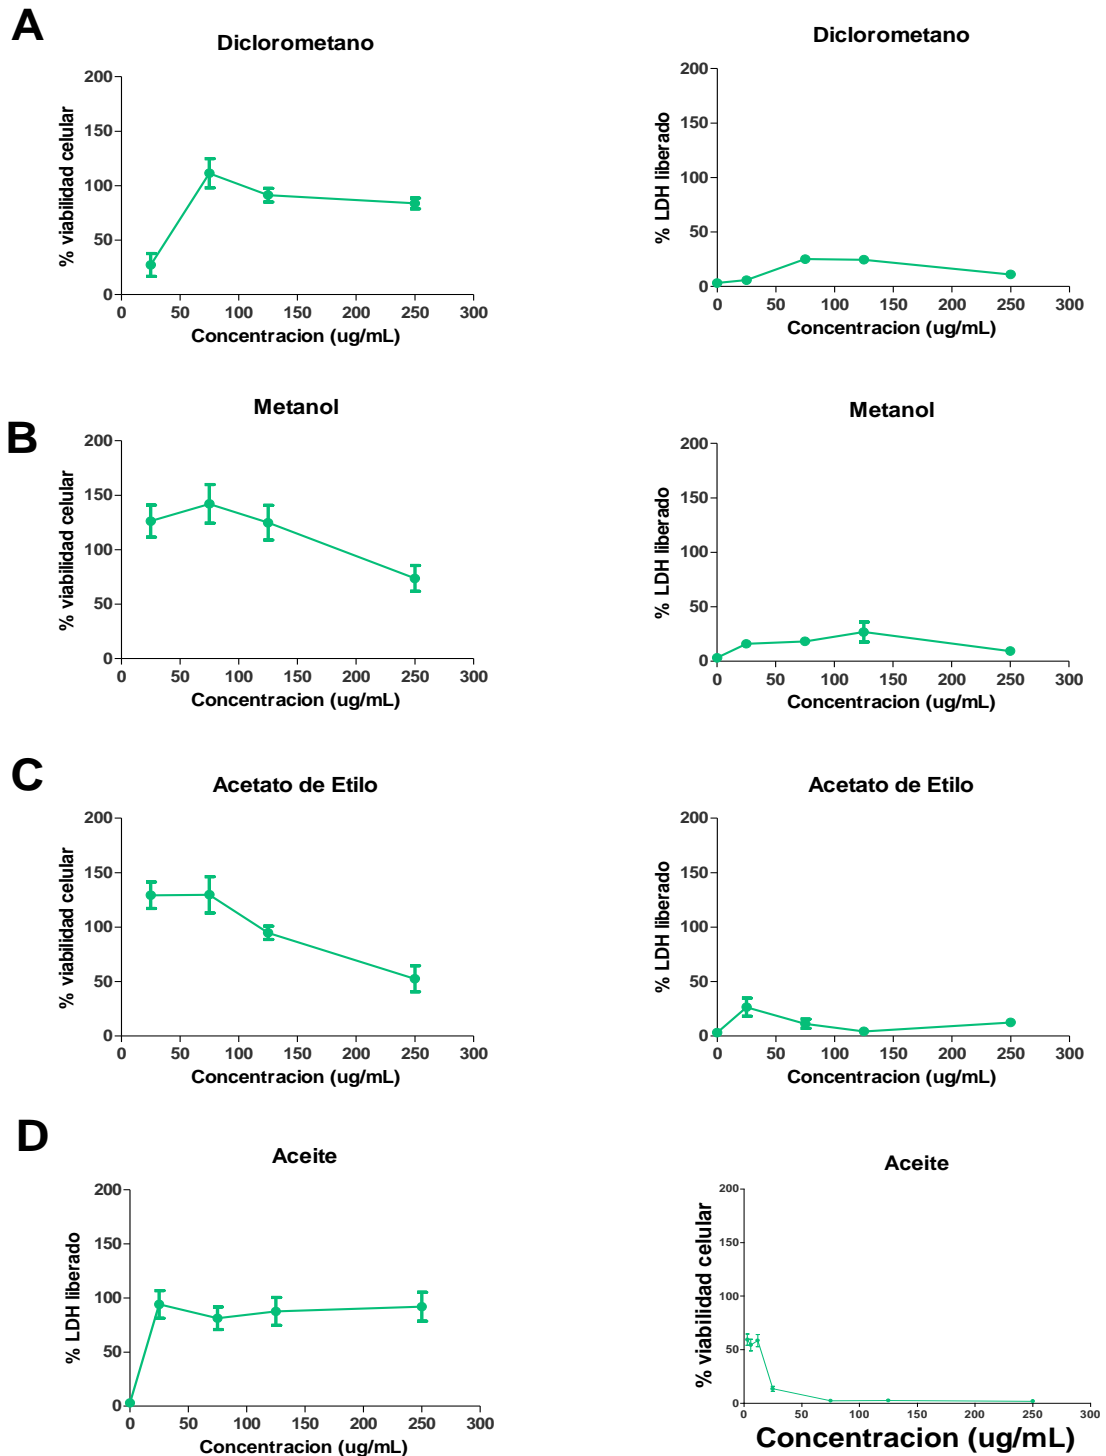 A
Diclorometano
Diclorometano
200
150
100
50
0
% viabilidad celular
0 50 100 150 200 250 300
Concentracion (ug/mL)
200
150
100
50
0
% LDH liberado
0 50 100 150 200 250 300
Concentracion (ug/mL)
B
Metanol
Metanol
200
150
100
50
0
% viabilidad celular
0 50 100 150 200 250 300
Concentracion (ug/mL)
200
150
100
50
0
% LDH liberado
0 50 100 150 200 250 300
Concentracion (ug/mL)
C
Acetato de Etilo
Acetato de Etilo
200
150
100
50
0
% viabilidad celular
0 50 100 150 200 250 300
Concentracion (ug/mL)
200
150
100
50
0
% LDH liberado
0 50 100 150 200 250 300
Concentracion (ug/mL)
D
Aceite
Aceite
200
150
100
50
0
% LDH liberado
0 50 100 150 200 250 300
Concentracion (ug/mL)
200
150
100
50
0
% viabilidad celular
0 50 100 150 200 250 300
Concentracion (ug/mL)